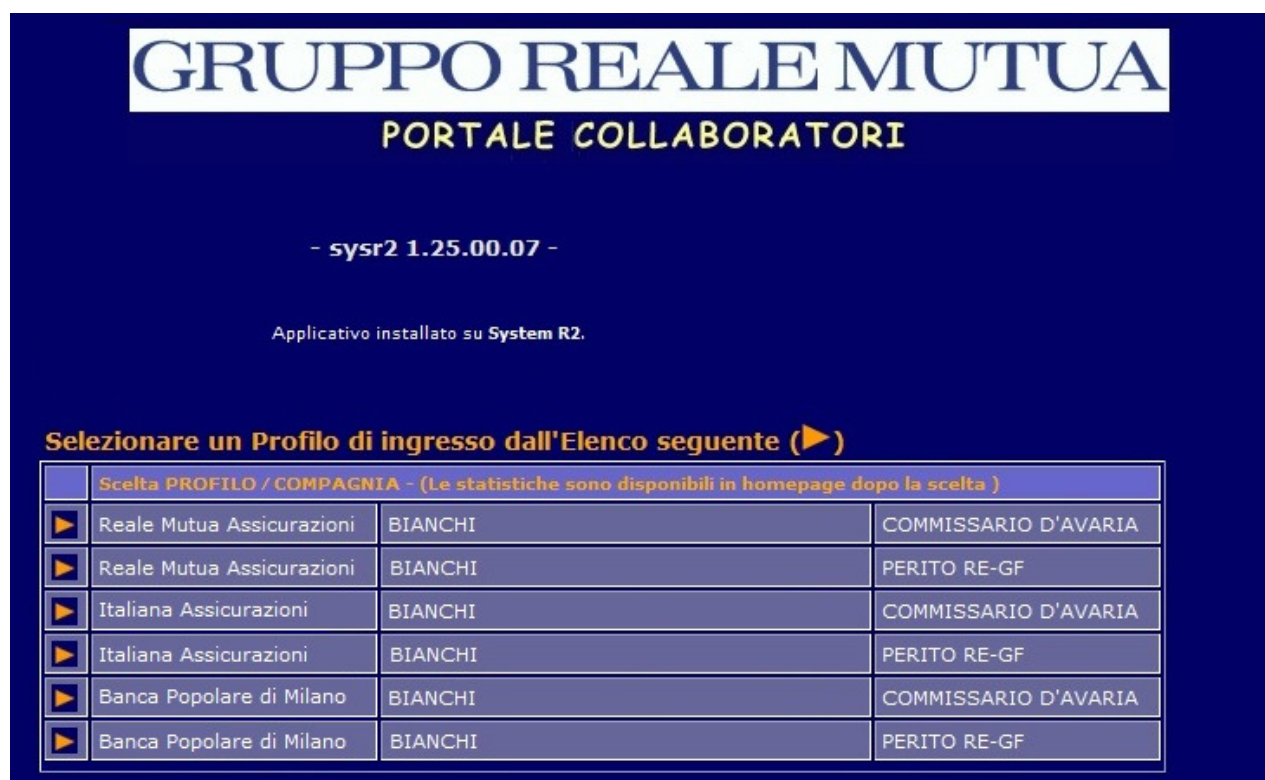 GRUPPO REALE MUTUA
PORTALE COLLABORATORI
- sysr2 1.25.00.07 -
Applicativo installato su System R2.
Selezionare un Profilo di ingresso dall'Elenco seguente (►)
Scelta PROFILO / COMPAGNIA - (Le statistiche sono disponibili in homepage dopo la scelta )
Reale Mutua Assicurazioni BIANCHI COMMISSARIO D'AVARIA
Reale Mutua Assicurazioni BIANCHI PERITO RE-GF
Italiana Assicurazioni BIANCHI COMMISSARIO D'AVARIA
Italiana Assicurazioni BIANCHI PERITO RE-GF
Banca Popolare di Milano BIANCHI COMMISSARIO D'AVARIA
Banca Popolare di Milano BIANCHI PERITO RE-GF